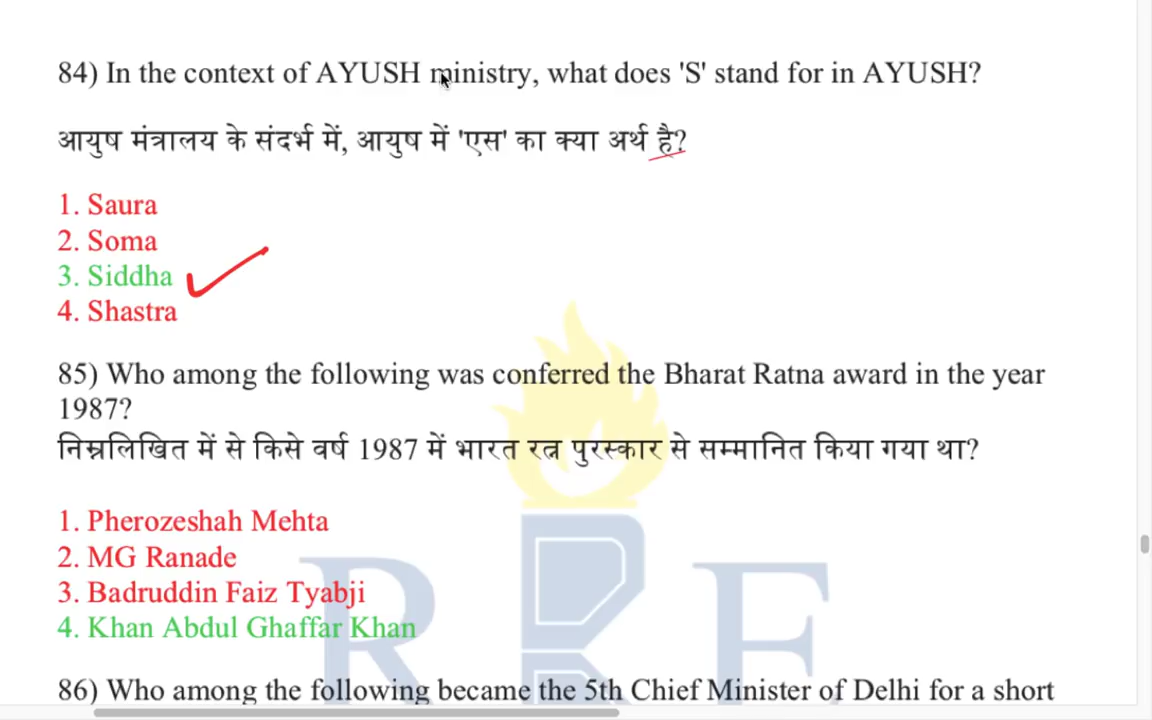 84) In the context of AYUSH ministry, what does 'S' stand for in AYUSH?
आयुष मंत्रालय के संदर्भ में, आयुष में 'एस' का क्या अर्थ है?
1. Saura
2. Soma
3. Siddha
4. Shastra
85) Who among the following was conferred the Bharat Ratna award in the year
1987?
निम्नलिखित में से किसे वर्ष 1987 में भारत रत्न पुरस्कार से सम्मानित किया गया था?
1. Pherozeshah Mehta
2. MG Ranade
3. Badruddin Faiz Tyabji
4. Khan Abdul Ghaffar Khan
86) Who among the following became the 5th Chief Minister of Delhi for a short